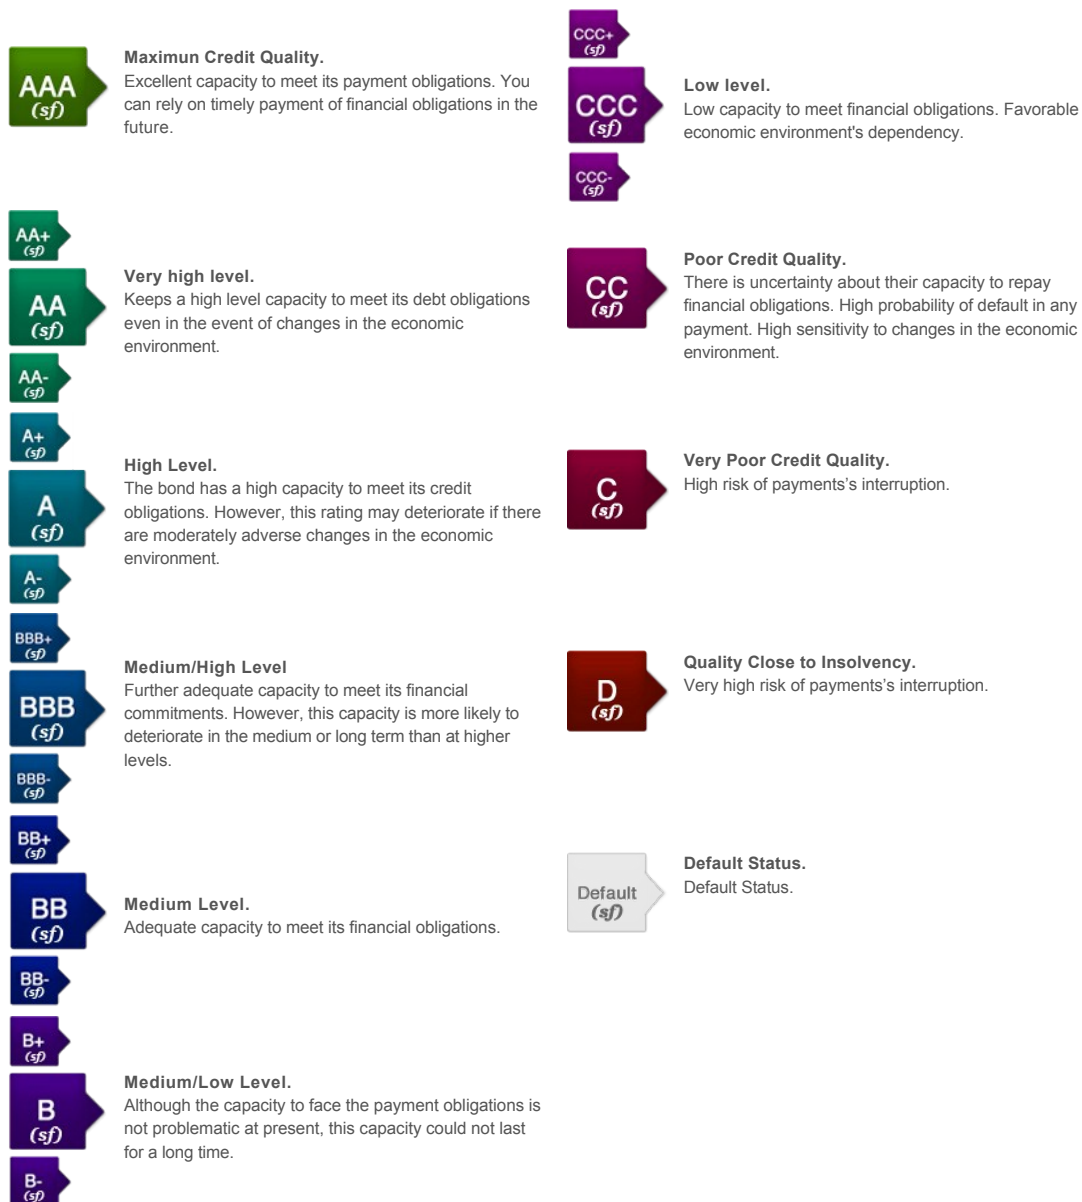 AAA
(sf)
Maximun Credit Quality.
Excellent capacity to meet its payment obligations. You
can rely on timely payment of financial obligations in the
future.
AA+
(sf)
AA
(sf)
AA-
(sf)
Very high level.
Keeps a high level capacity to meet its debt obligations
even in the event of changes in the economic
environment.
A+
(sf)
A
(sf)
A-
(sf)
High Level.
The bond has a high capacity to meet its credit
obligations. However, this rating may deteriorate if there
are moderately adverse changes in the economic
environment.
BBB+
(sf)
BBB
(sf)
BBB-
(sf)
Medium/High Level
Further adequate capacity to meet its financial
commitments. However, this capacity is more likely to
deteriorate in the medium or long term than at higher
levels.
BB+
(sf)
BB
(sf)
BB-
(sf)
Medium Level.
Adequate capacity to meet its financial obligations.
B+
(sf)
B
(sf)
B-
(sf)
Medium/Low Level.
Although the capacity to face the payment obligations is
not problematic at present, this capacity could not last
for a long time.
CCC+
(sf)
CCC
(sf)
CCC-
(sf)
Low level.
Low capacity to meet financial obligations. Favorable
economic environment's dependency.
CC
(sf)
Poor Credit Quality.
There is uncertainty about their capacity to repay
financial obligations. High probability of default in any
payment. High sensitivity to changes in the economic
environment.
C
(sf)
Very Poor Credit Quality.
High risk of payments's interruption.
D
(sf)
Quality Close to Insolvency.
Very high risk of payments's interruption.
Default
(sf)
Default Status.
Default Status.